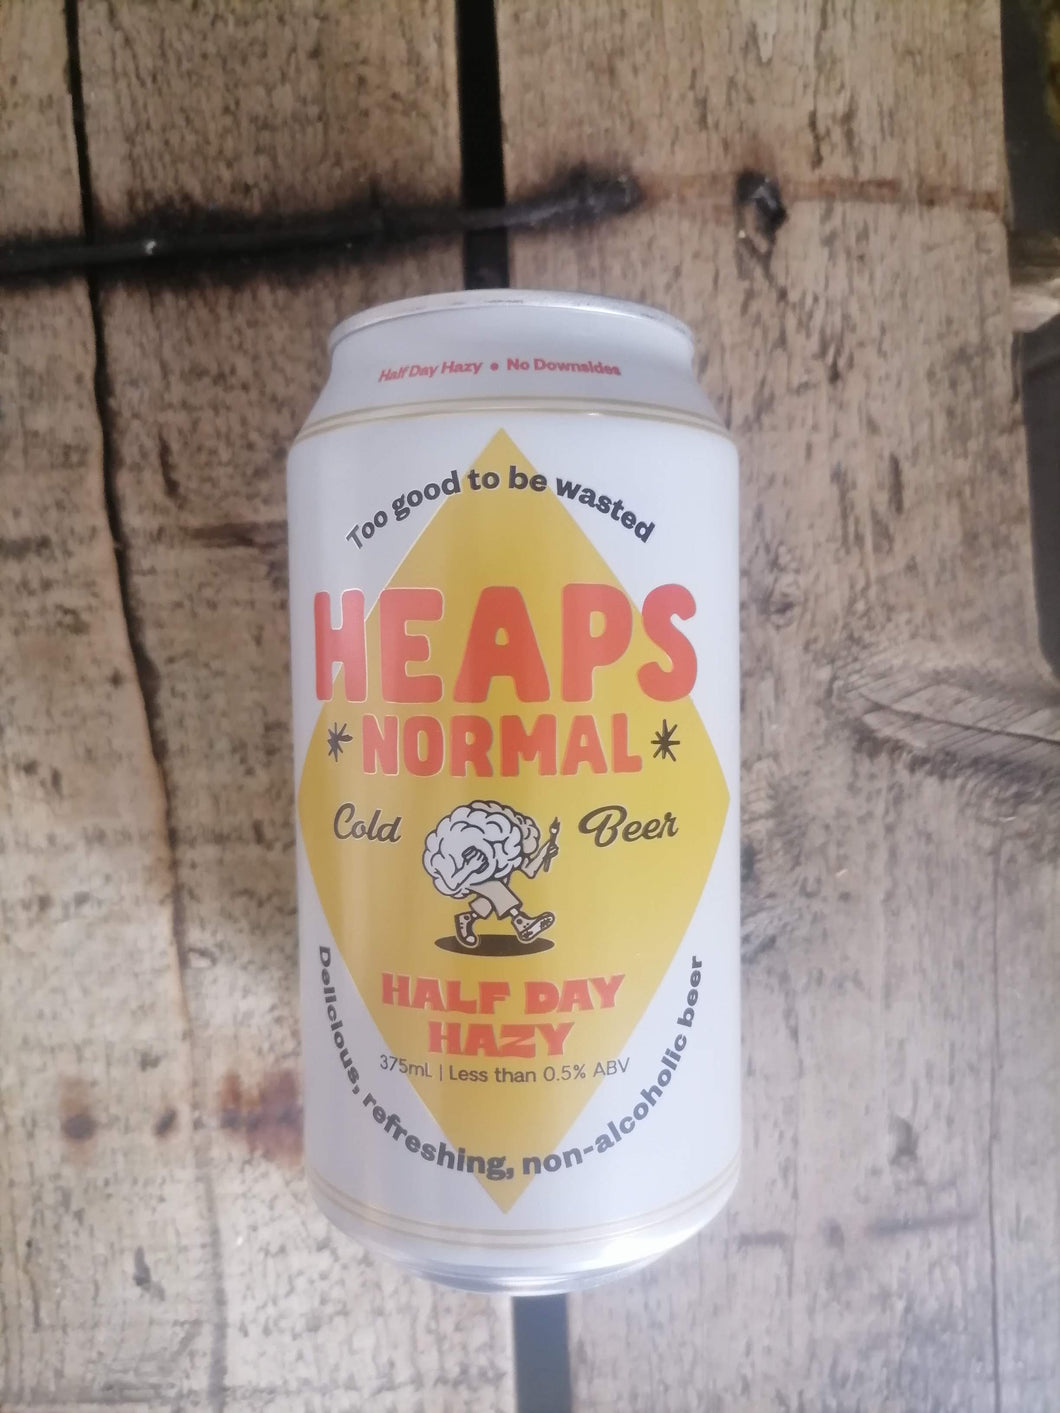 Half Day Hazy • No Downsides
Too good to be wasted
HEAPS
* NORMAL *
Cold Beer
HALF DAY
HAZY
375mL | Less than 0.5% ABV
Delicious, refreshing, non-alcoholic beer